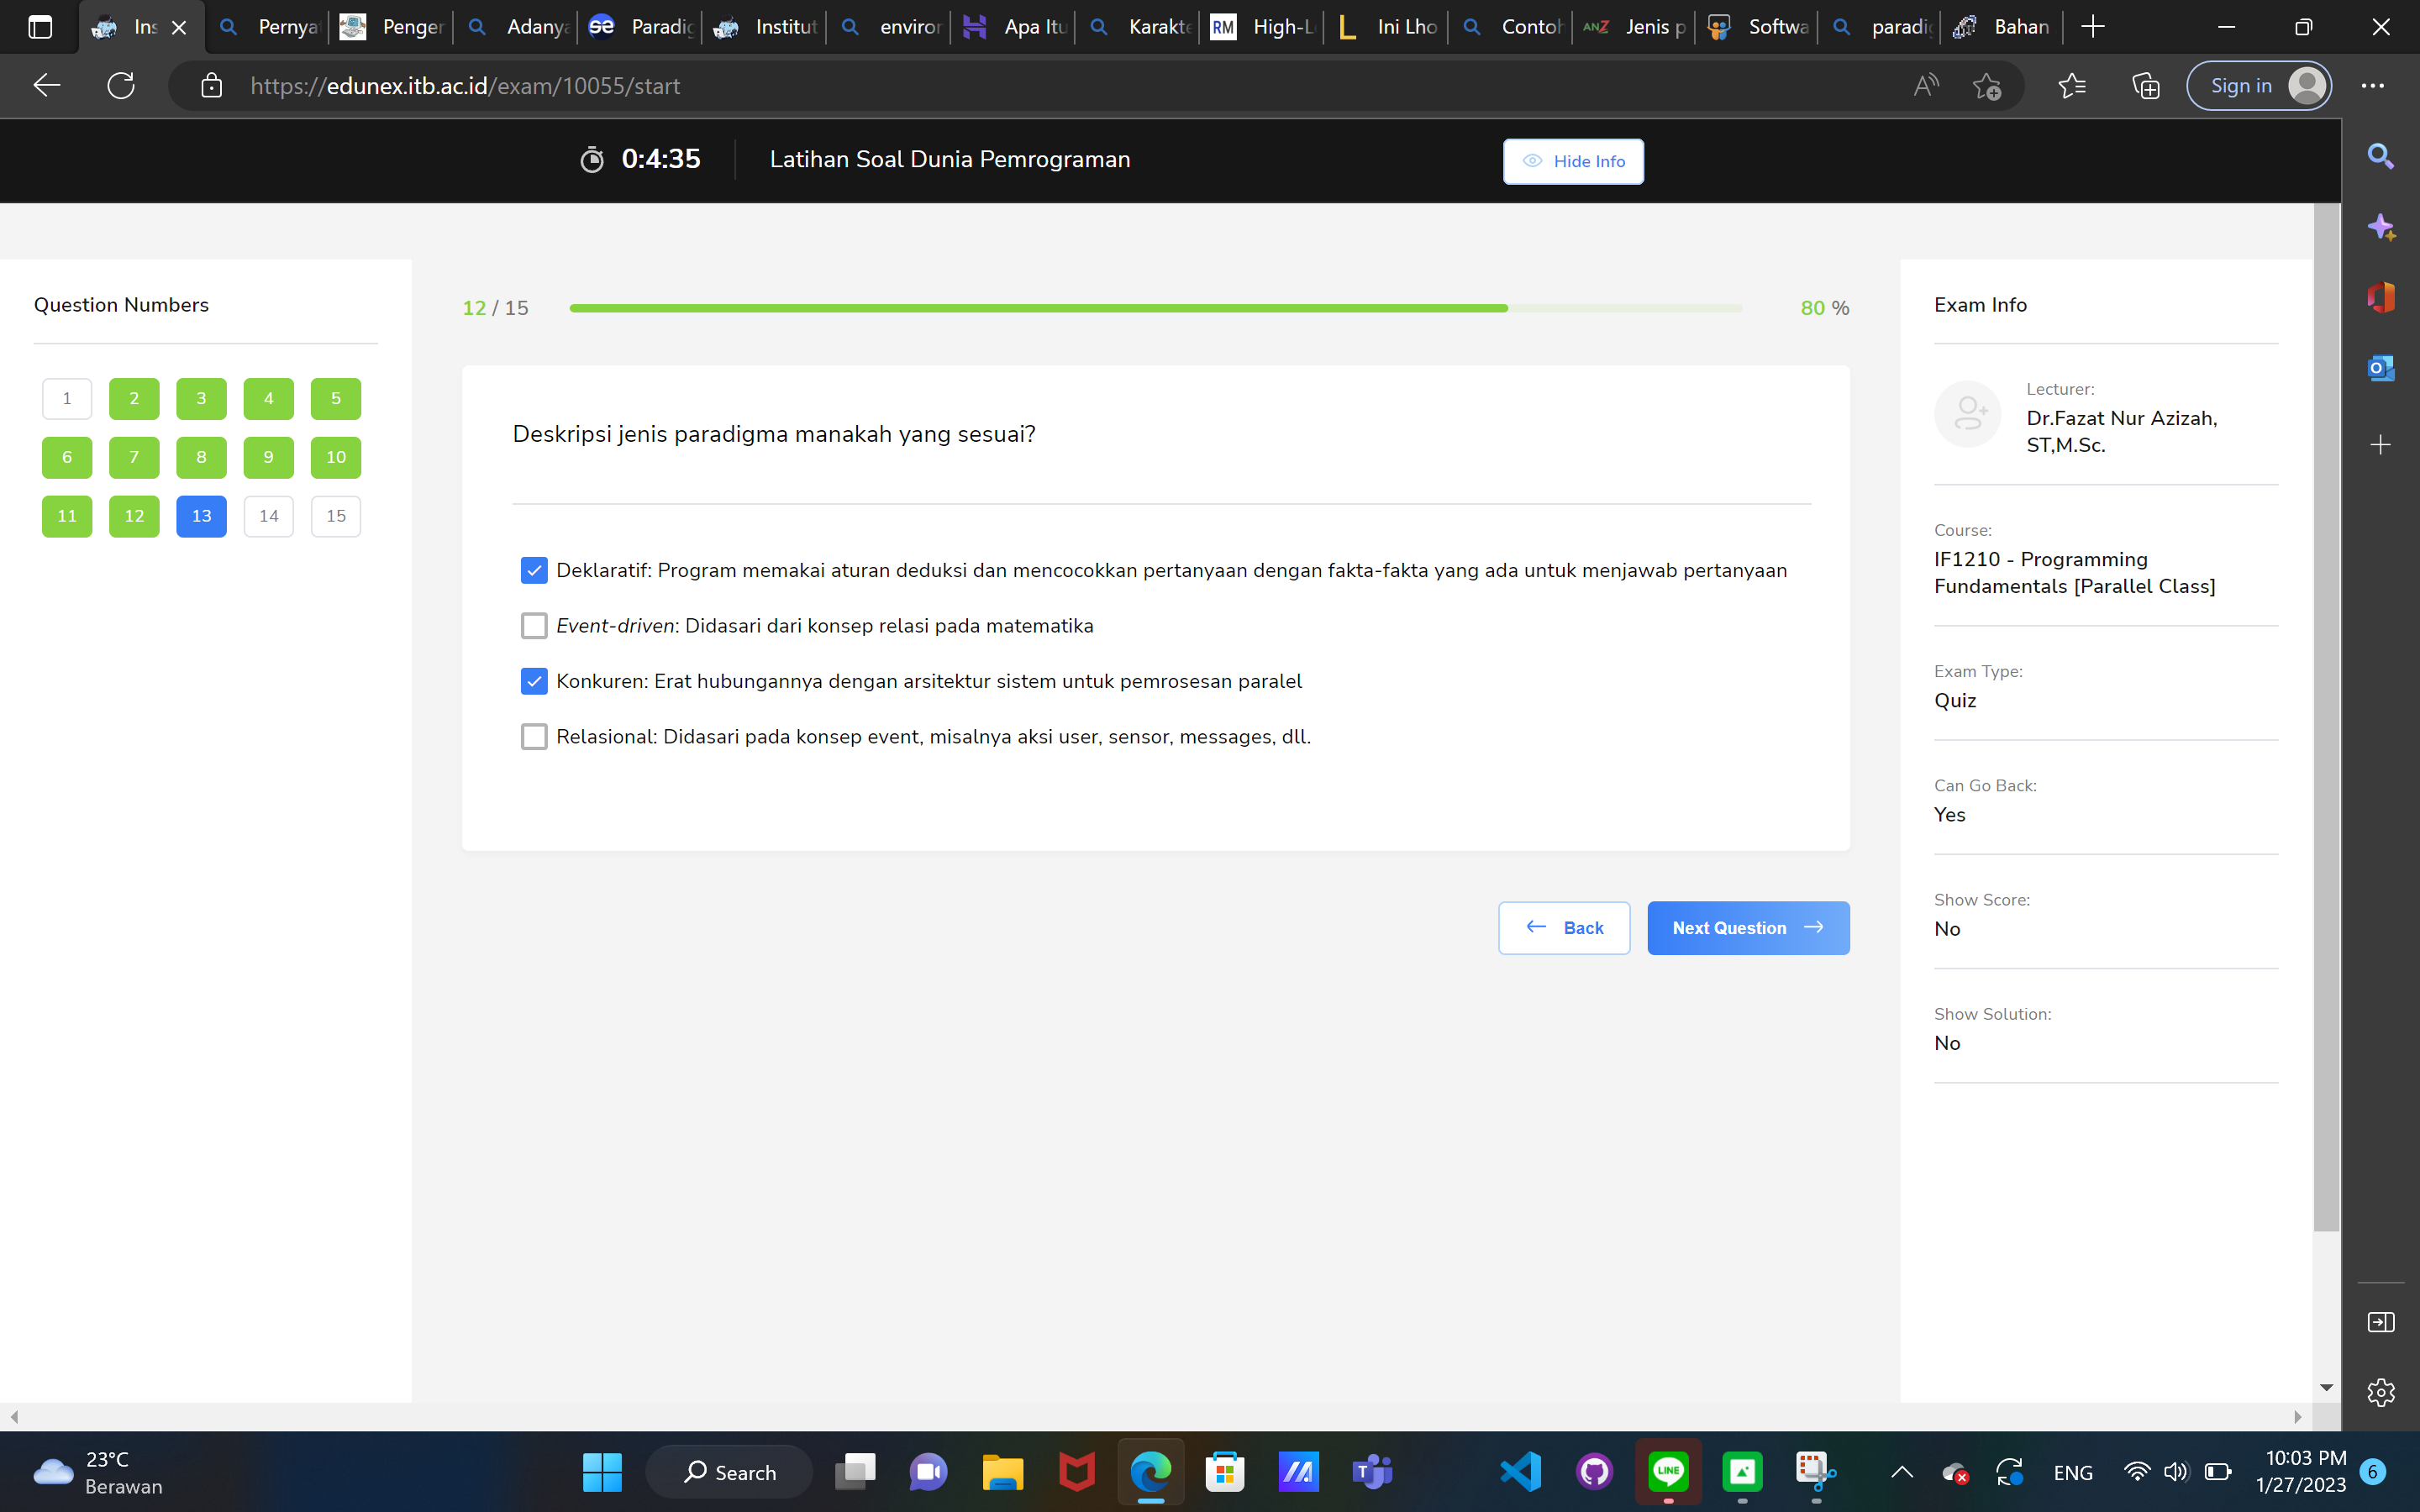 Ins
Pernya
Penger
Adanya
Paradig
Institut
enviror
Apa Itu
Karakte
RM
High-L
Ini Lho
Contoh
ANZ
Jenis p
Softwa
paradig
Bahan
https://edunex.itb.ac.id/exam/10055/start
Sign in
0:4:35
Latihan Soal Dunia Pemrograman
Hide Info
Question Numbers
1 2 3 4 5
6 7 8 9 10
11 12 13 14 15
12 / 15
80 %
Deskripsi jenis paradigma manakah yang sesuai?
Deklaratif: Program memakai aturan deduksi dan mencocokkan pertanyaan dengan fakta-fakta yang ada untuk menjawab pertanyaan
Event-driven: Didasari dari konsep relasi pada matematika
Konkuren: Erat hubungannya dengan arsitektur sistem untuk pemrosesan paralel
Relasional: Didasari pada konsep event, misalnya aksi user, sensor, messages, dll.
Back
Next Question
Exam Info
Lecturer:
Dr.Fazat Nur Azizah,
ST,M.Sc.
Course:
IF1210 - Programming
Fundamentals [Parallel Class]
Exam Type:
Quiz
Can Go Back:
Yes
Show Score:
No
Show Solution:
No
23°C
Berawan
Search
LINE
ENG
10:03 PM
1/27/2023
6